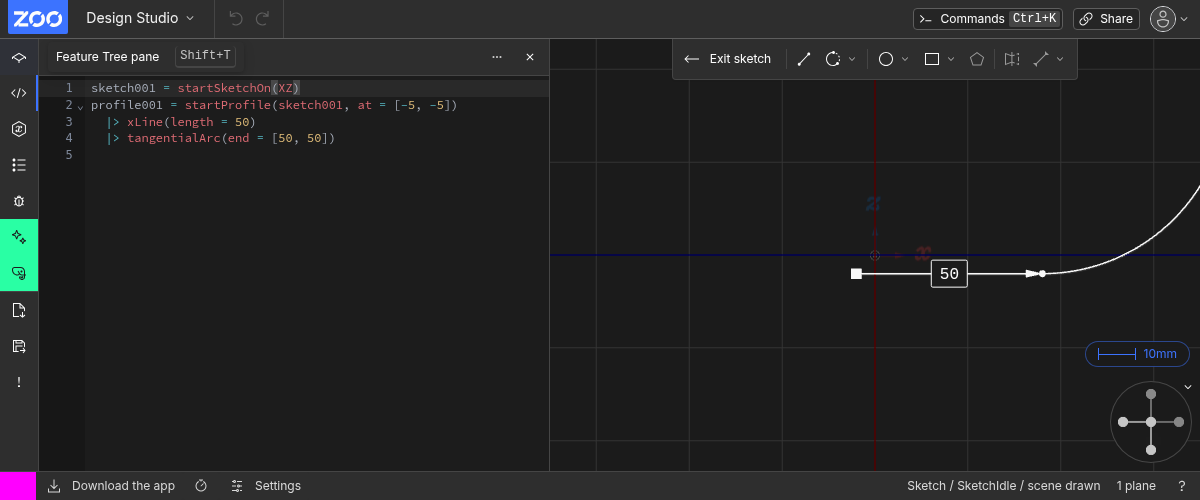 ZOO
Design Studio
Commands Ctrl+K
Share
Feature Tree pane Shift+T
Exit sketch
1 sketch001 = startSketchOn(XZ)
2 profile001 = startProfile(sketch001, at = [-5, -5])
3 |> xLine(length = 50)
4 |> tangentialArc(end = [50, 50])
5
z
x
50
10mm
Download the app
Settings
Sketch / SketchIdle / scene drawn
1 plane
?